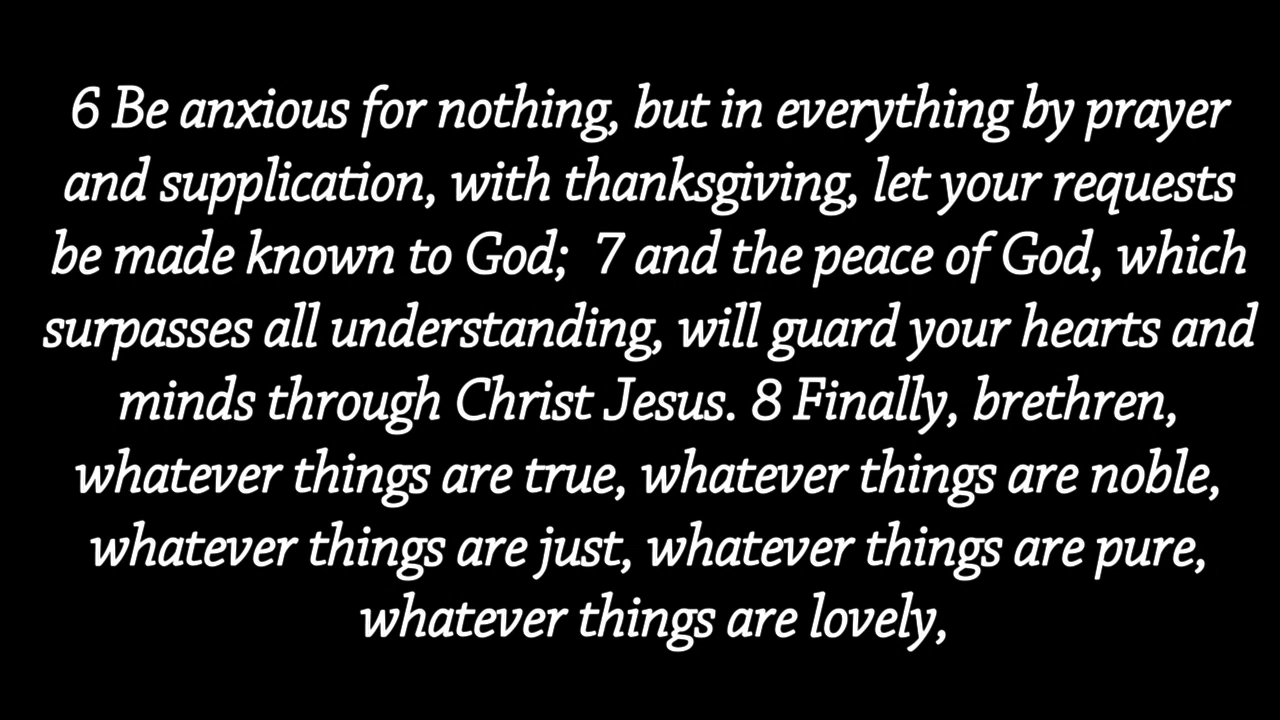 6 Be anxious for nothing, but in everything by prayer
and supplication, with thanksgiving, let your requests
be made known to God;  7 and the peace of God, which
surpasses all understanding, will guard your hearts and
minds through Christ Jesus. 8 Finally, brethren,
whatever things are true, whatever things are noble,
whatever things are just, whatever things are pure,
whatever things are lovely,